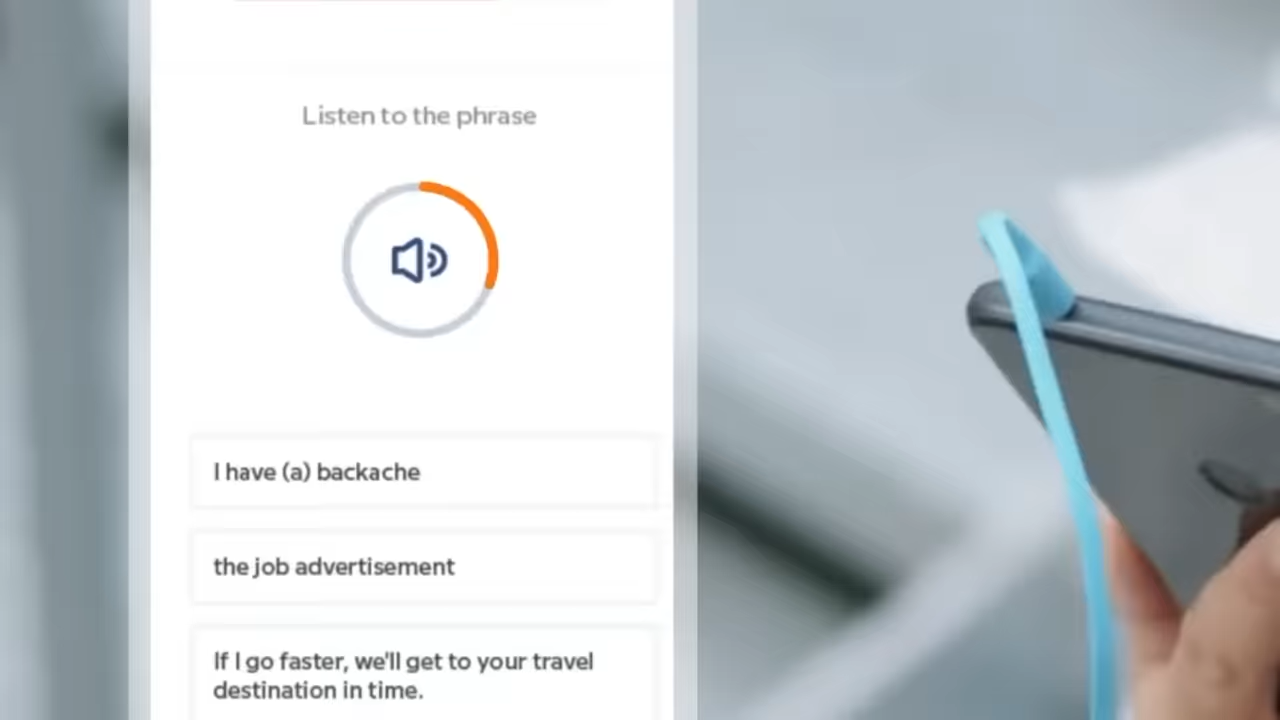 Listen to the phrase
I have (a) backache
the job advertisement
If I go faster, we'll get to your travel
destination in time.